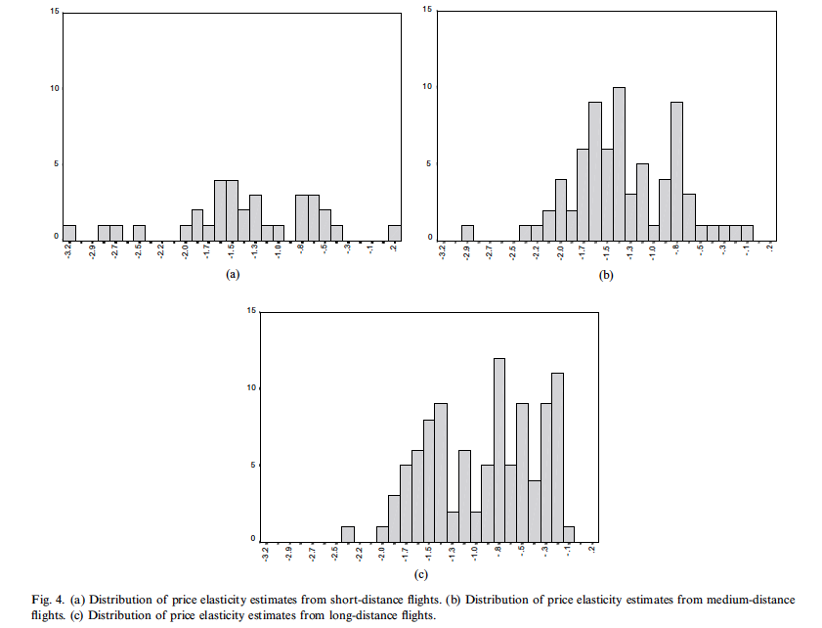 15
10
5
0
-3.2 -2.9 -2.7 -2.5 -2.2 -2.0 -1.7 -1.5 -1.3 -1.0 -.8 -.5 -.3 -.1 .2
(a)
15
10
5
0
-3.2 -2.9 -2.7 -2.5 -2.2 -2.0 -1.7 -1.5 -1.3 -1.0 -.8 -.5 -.3 -.1 .2
(b)
15
10
5
0
-3.2 -2.9 -2.7 -2.5 -2.2 -2.0 -1.7 -1.5 -1.3 -1.0 -.8 -.5 -.3 -.1 .2
(c)
Fig. 4. (a) Distribution of price elasticity estimates from short-distance flights. (b) Distribution of price elasticity estimates from medium-distance
flights. (c) Distribution of price elasticity estimates from long-distance flights.